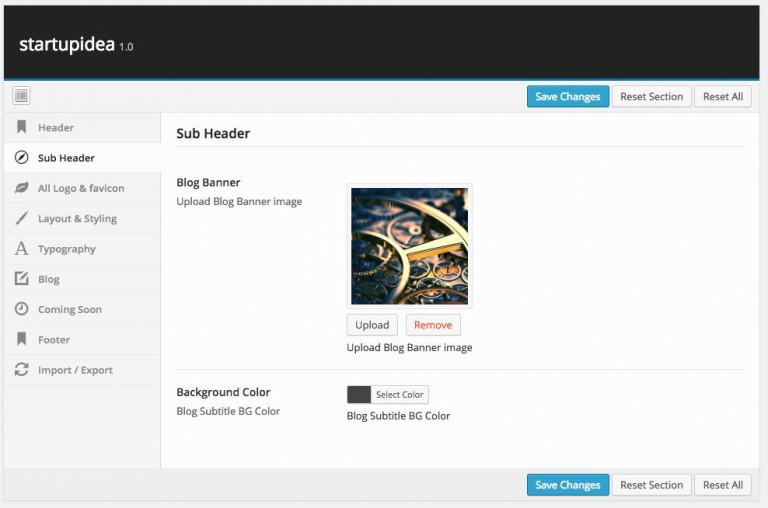 startupidea 1.0
Save Changes Reset Section Reset All
Header
Sub Header
All Logo & favicon
Layout & Styling
Typography
Blog
Coming Soon
Footer
Import / Export
Sub Header
Blog Banner
Upload Blog Banner image
Upload Remove
Upload Blog Banner image
Background Color
Blog Subtitle BG Color
Select Color
Blog Subtitle BG Color
Save Changes Reset Section Reset All